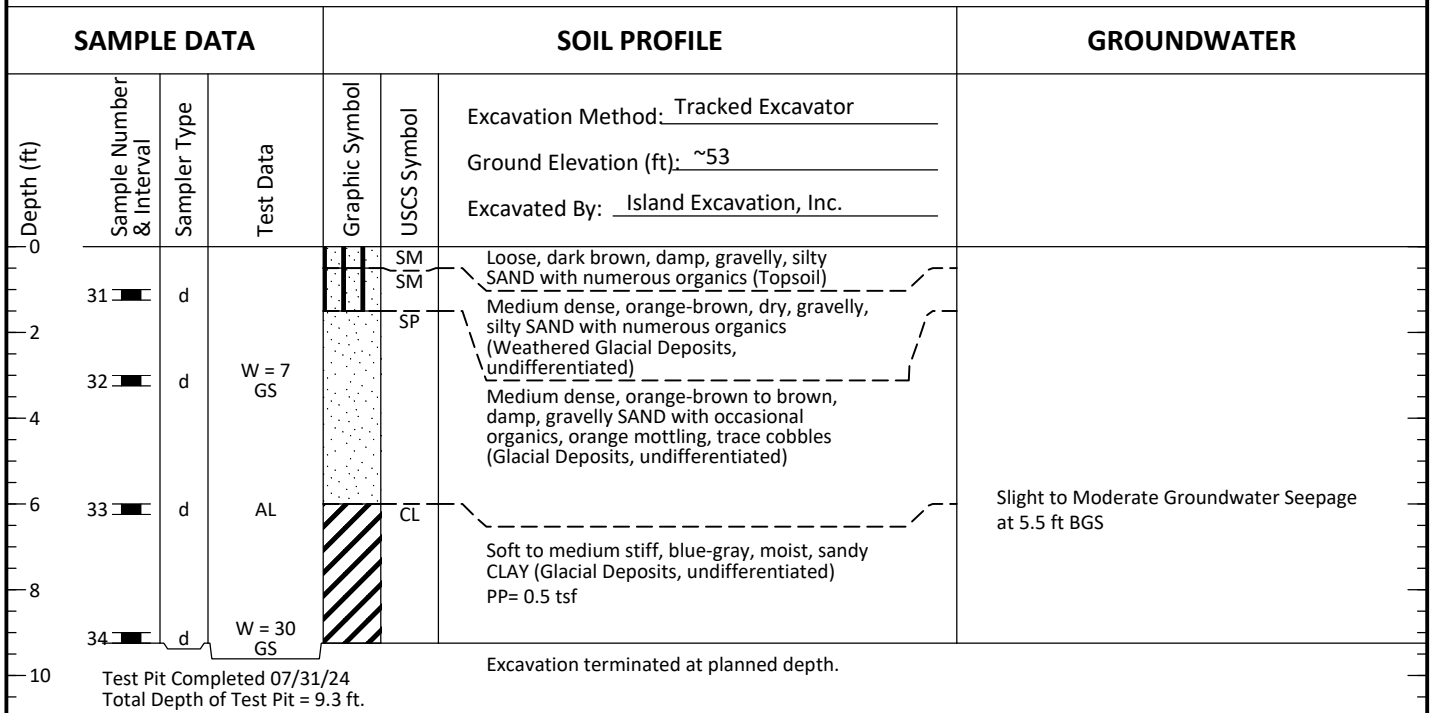 SAMPLE DATA
SOIL PROFILE
GROUNDWATER
Depth (ft)
Sample Number
& Interval
Sampler Type
Test Data
Graphic Symbol
USCS Symbol
Excavation Method: Tracked Excavator
Ground Elevation (ft): ~53
Excavated By: Island Excavation, Inc.
0
2
4
6
8
10
31
32
33
34
d
d
d
d
W = 7
GS
AL
W = 30
GS
SM
SM
SP
CL
Loose, dark brown, damp, gravelly, silty
SAND with numerous organics (Topsoil)
Medium dense, orange-brown, dry, gravelly,
silty SAND with numerous organics
(Weathered Glacial Deposits,
undifferentiated)
Medium dense, orange-brown to brown,
damp, gravelly SAND with occasional
organics, orange mottling, trace cobbles
(Glacial Deposits, undifferentiated)
Soft to medium stiff, blue-gray, moist, sandy
CLAY (Glacial Deposits, undifferentiated)
PP= 0.5 tsf
Slight to Moderate Groundwater Seepage
at 5.5 ft BGS
Excavation terminated at planned depth.
Test Pit Completed 07/31/24
Total Depth of Test Pit = 9.3 ft.